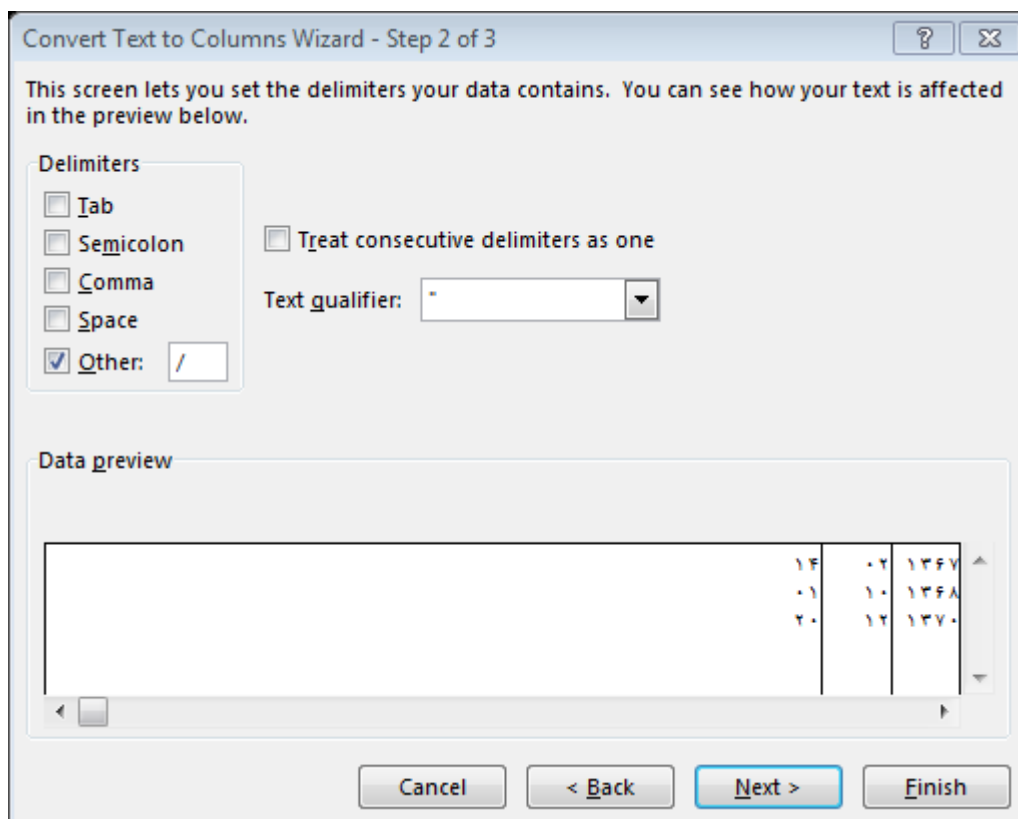 Convert Text to Columns Wizard - Step 2 of 3
This screen lets you set the delimiters your data contains. You can see how your text is affected
in the preview below.
Delimiters
Tab
Semicolon
Comma
Space
Other: /
Treat consecutive delimiters as one
Text qualifier: "
Data preview
۱۳۶۷ ۰۲ ۱۴
۱۳۶۸ ۱۰ ۰۱
۱۳۷۰ ۱۲ ۲۰
Cancel
< Back
Next >
Finish